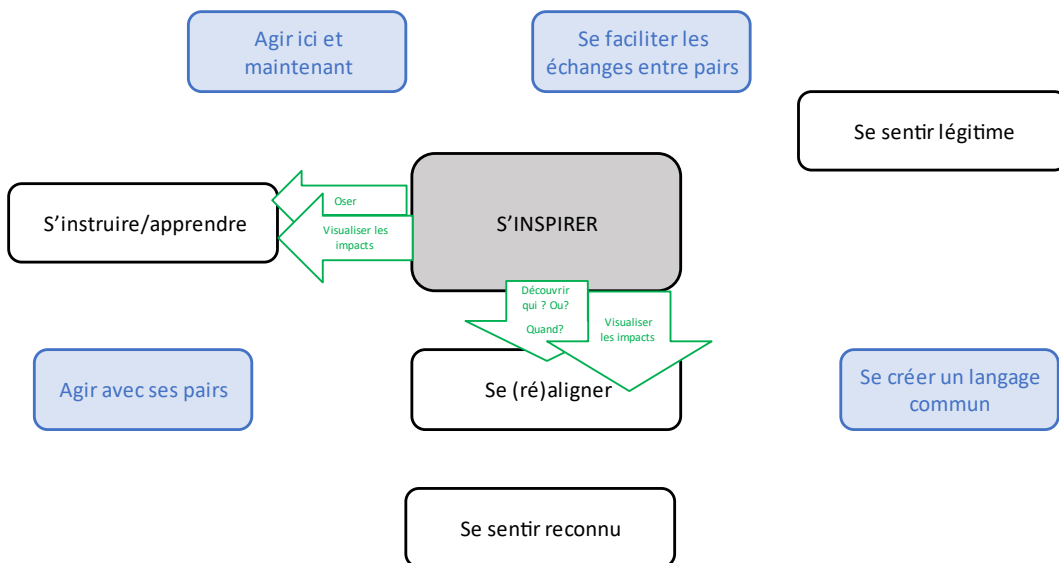 Agir ici et
maintenant
Se faciliter les
échanges entre pairs
Se sentir légitime
S'instruire/apprendre
Oser
Visualiser les
impacts
S'INSPIRER
Découvrir
qui ? Ou?
Quand?
Visualiser
les impacts
Agir avec ses pairs
Se (ré)aligner
Se créer un langage
commun
Se sentir reconnu